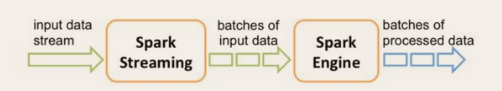 input data
stream
Spark
Streaming
batches of
input data
Spark
Engine
batches of
processed data